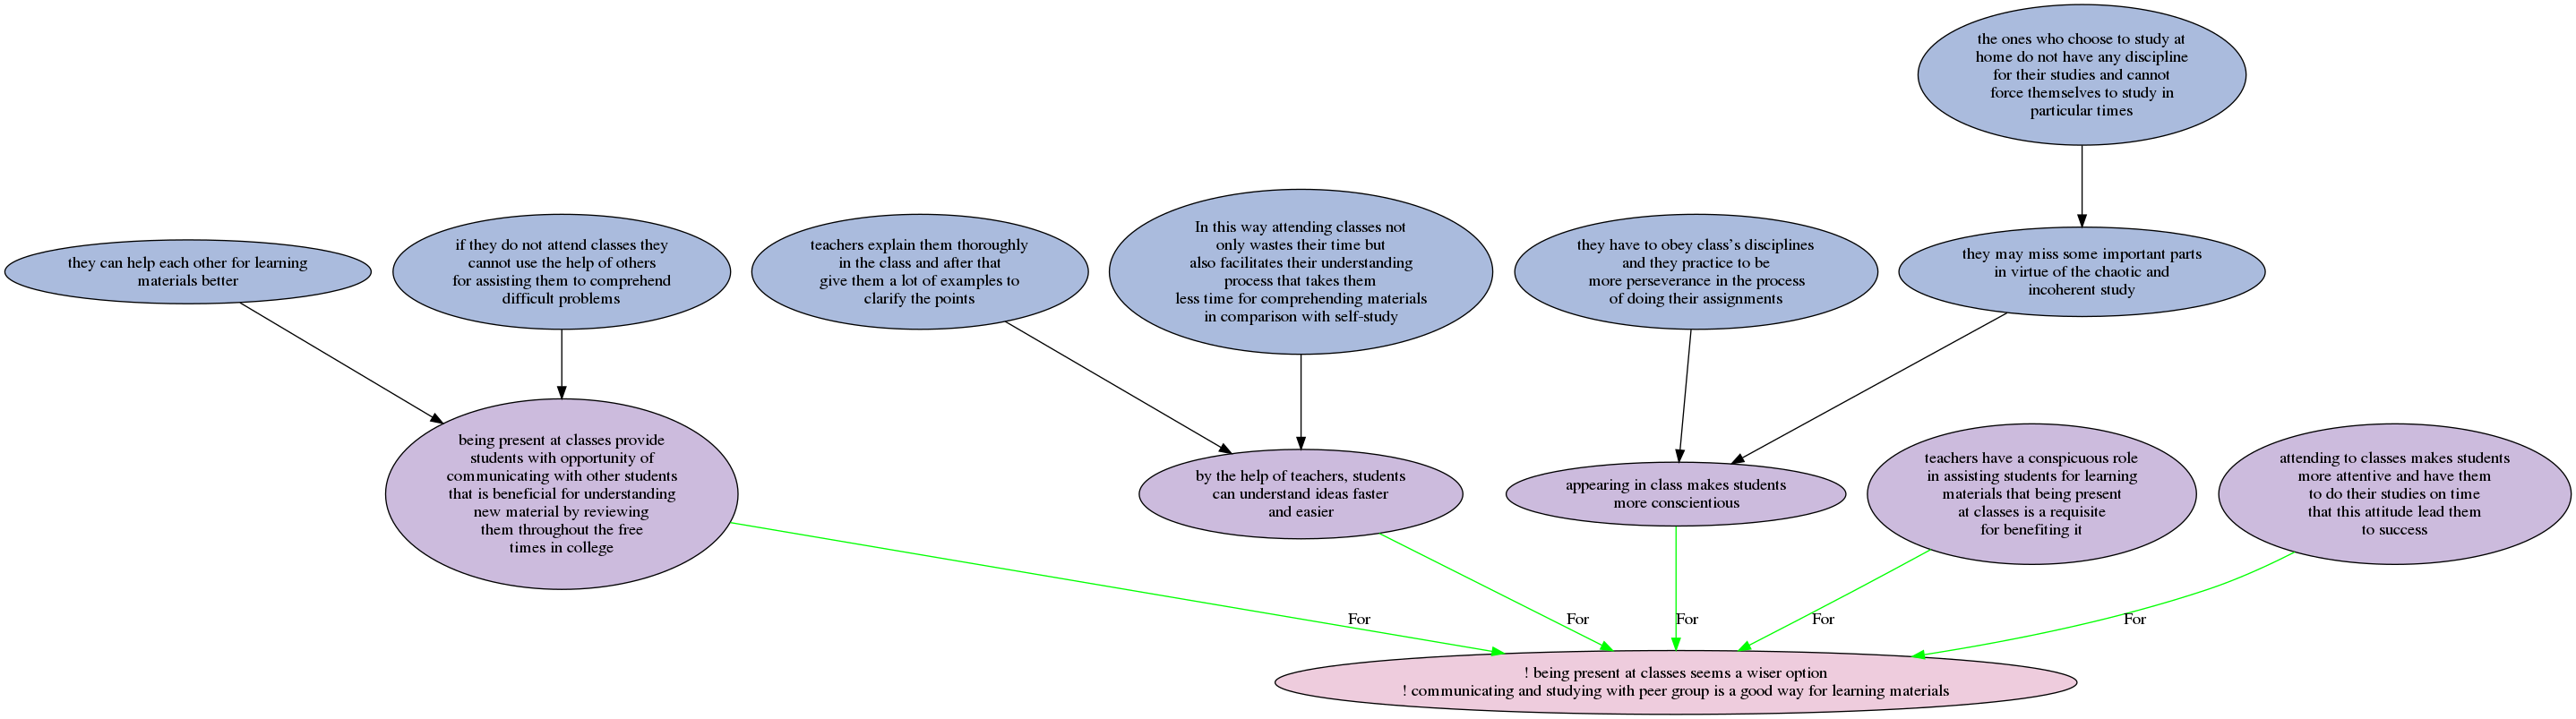 the ones who choose to study at
home do not have any discipline
for their studies and cannot
force themselves to study in
particular times
they can help each other for learning
materials better
if they do not attend classes they
cannot use the help of others
for assisting them to comprehend
difficult problems
teachers explain them thoroughly
in the class and after that
give them a lot of examples to
clarify the points
In this way attending classes not
only wastes their time but
also facilitates their understanding
process that takes them
less time for comprehending materials
in comparison with self-study
they have to obey class’s disciplines
and they practice to be
more perseverance in the process
of doing their assignments
they may miss some important parts
in virtue of the chaotic and
incoherent study
being present at classes provide
students with opportunity of
communicating with other students
that is beneficial for understanding
new material by reviewing
them throughout the free
times in college
by the help of teachers, students
can understand ideas faster
and easier
appearing in class makes students
more conscientious
teachers have a conspicuous role
in assisting students for learning
materials that being present
at classes is a requisite
for benefiting it
attending to classes makes students
more attentive and have them
to do their studies on time
that this attitude lead them
to success
For
For
For
For
For
! being present at classes seems a wiser option
! communicating and studying with peer group is a good way for learning materials